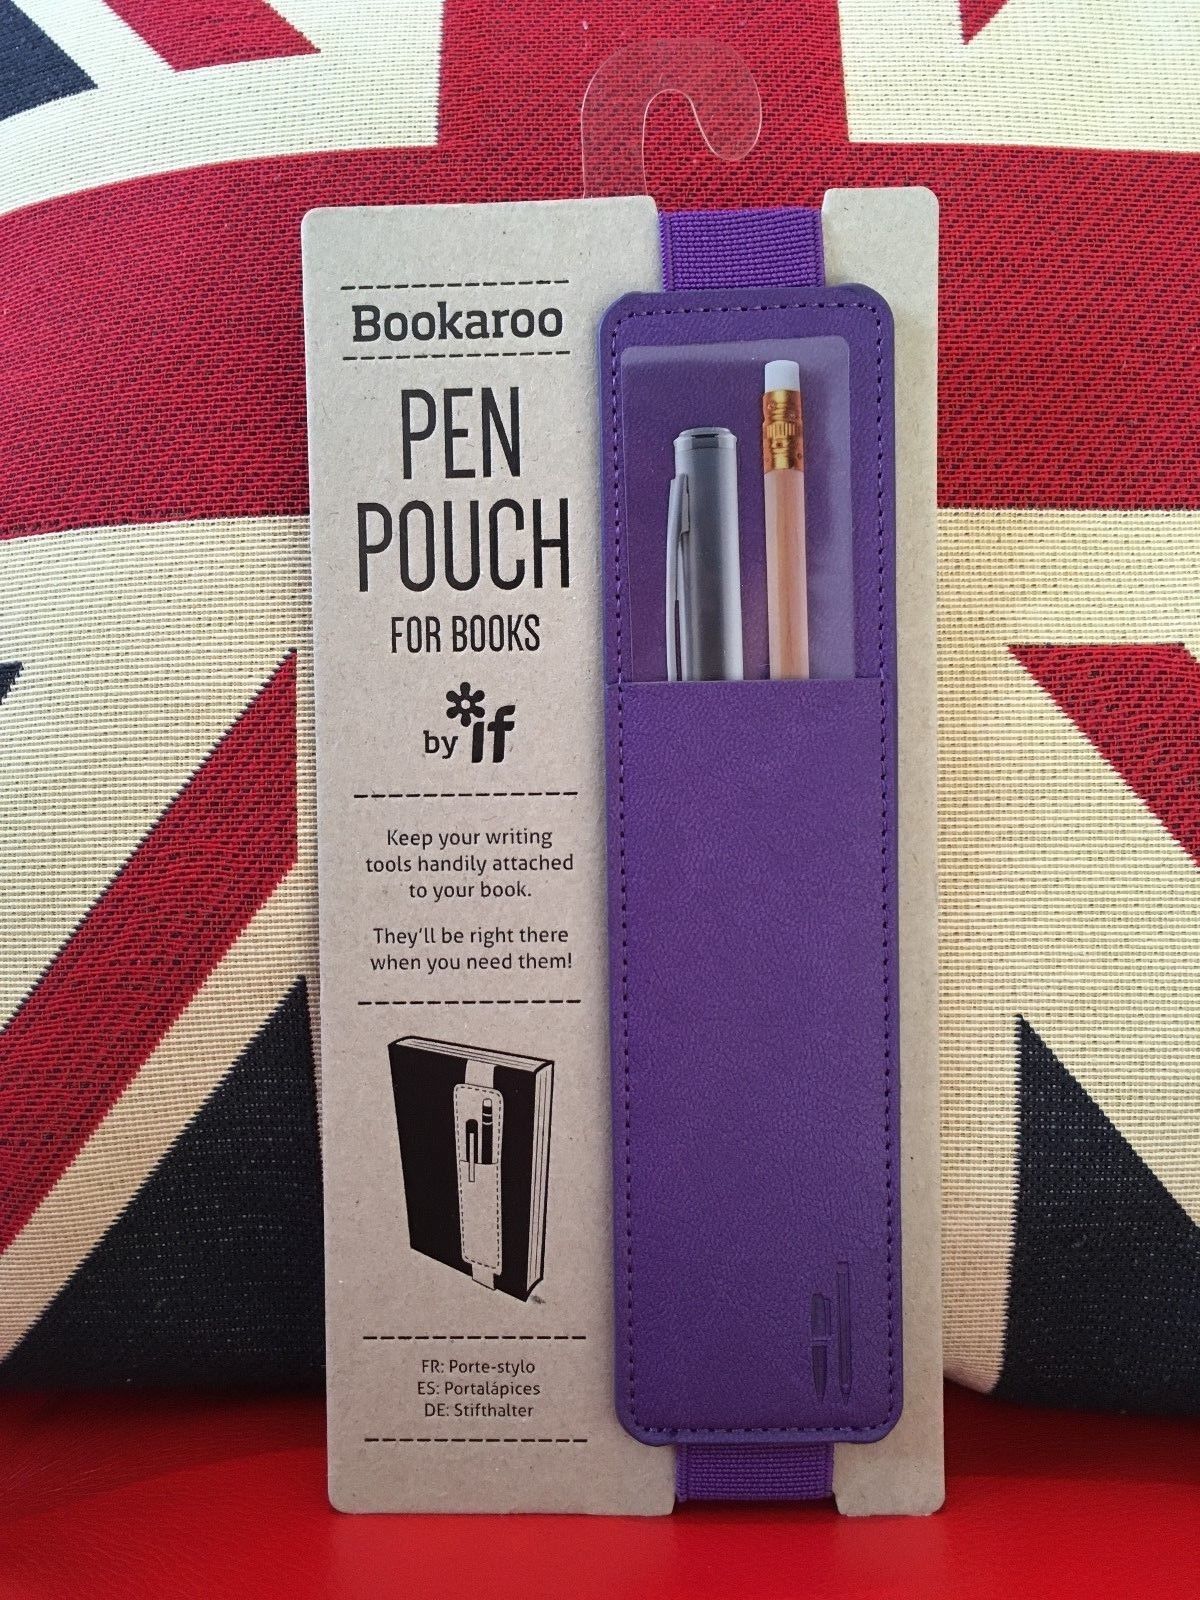 Bookaroo
PEN
POUCH
FOR BOOKS
by if
Keep your writing
tools handily attached
to your book.
They'll be right there
when you need them!
FR: Porte-stylo
ES: Portalápices
DE: Stifthalter